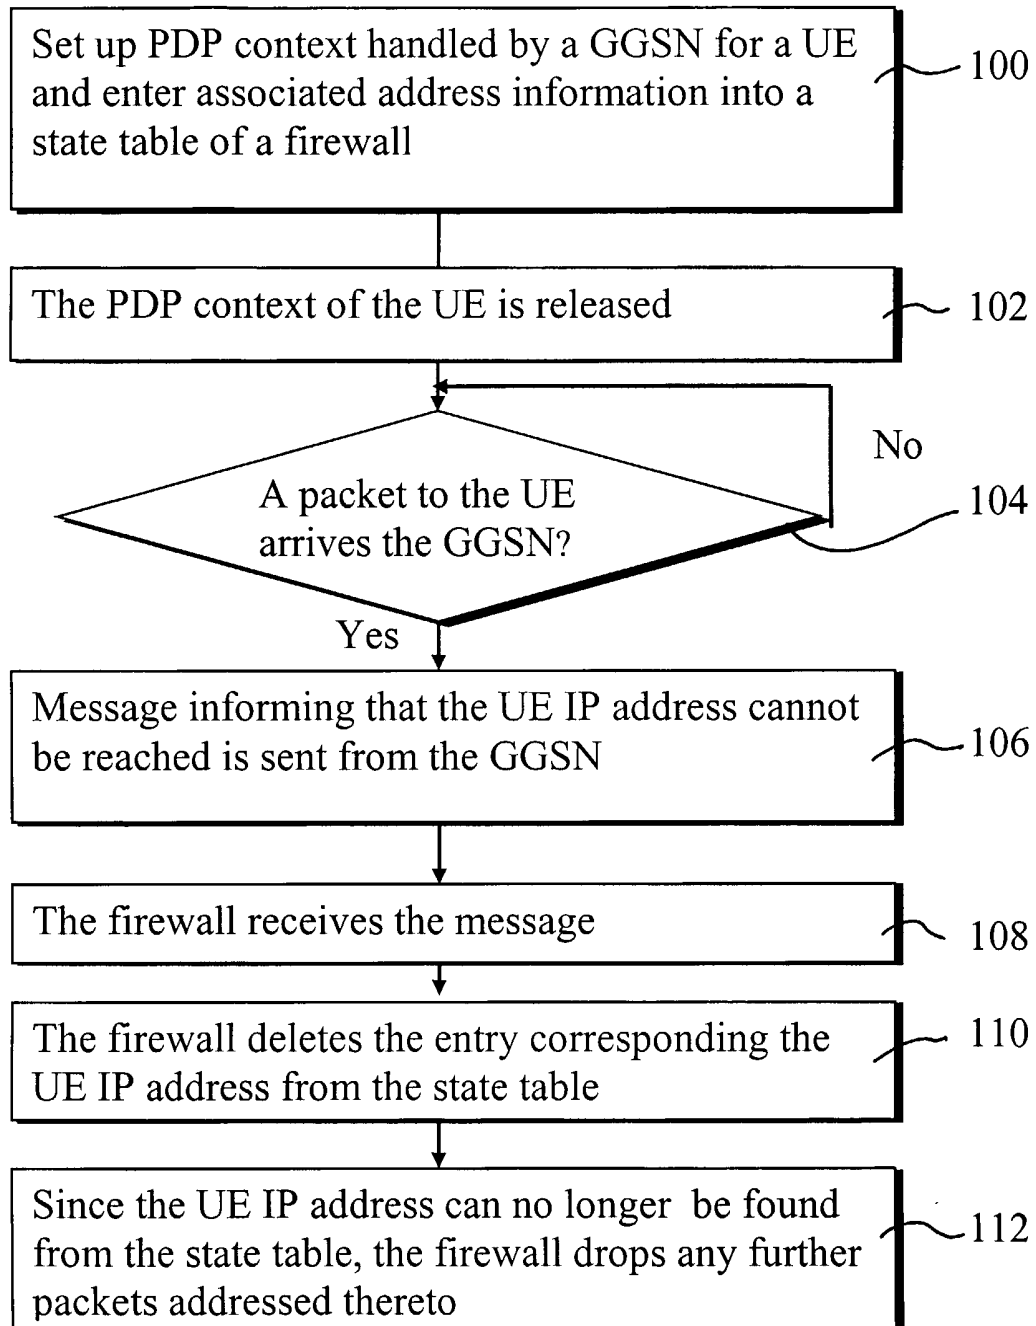 Set up PDP context handled by a GGSN for a UE
and enter associated address information into a
state table of a firewall
100
The PDP context of the UE is released
102
No
A packet to the UE
arrives the GGSN?
104
Yes
Message informing that the UE IP address cannot
be reached is sent from the GGSN
106
The firewall receives the message
108
The firewall deletes the entry corresponding the
UE IP address from the state table
110
Since the UE IP address can no longer be found
from the state table, the firewall drops any further
packets addressed thereto
112